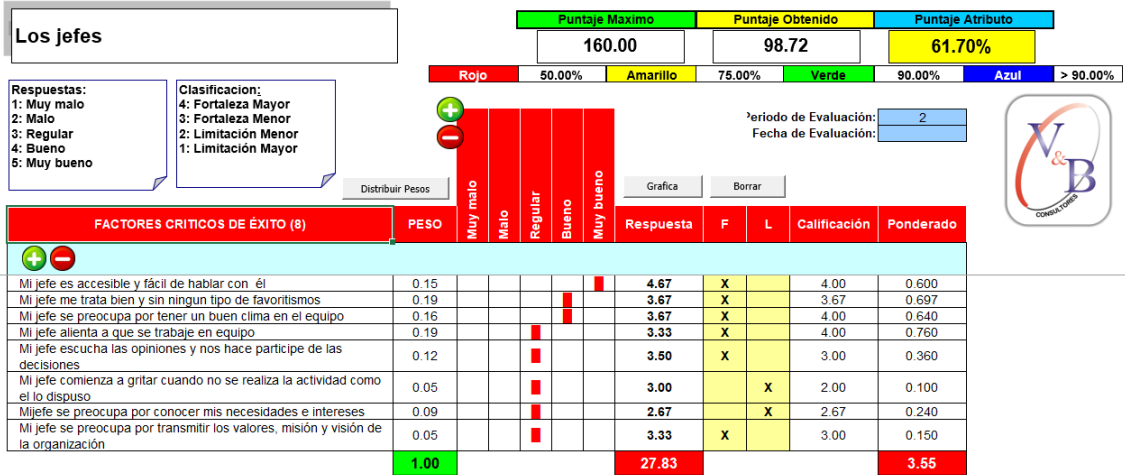 Los jefes
Puntaje Maximo Puntaje Obtenido Puntaje Atributo
160.00 98.72 61.70%
Rojo 50.00% Amarillo 75.00% Verde 90.00% Azul > 90.00%
Respuestas:
1: Muy malo
2: Malo
3: Regular
4: Bueno
5: Muy bueno
Clasificacion:
4: Fortaleza Mayor
3: Fortaleza Menor
2: Limitación Menor
1: Limitación Mayor
Periodo de Evaluación: 2
Fecha de Evaluación:
V&B
CONSULTORES
Distribuir Pesos
Grafica Borrar
FACTORES CRITICOS DE ÉXITO (8) PESO Muy malo Malo Regular Bueno Muy bueno Respuesta F L Calificación Ponderado
Mi jefe es accesible y fácil de hablar con él 0.15 4.67 X 4.00 0.600
Mi jefe me trata bien y sin ningun tipo de favoritismos 0.19 3.67 X 3.67 0.697
Mi jefe se preocupa por tener un buen clima en el equipo 0.16 3.67 X 4.00 0.640
Mi jefe alienta a que se trabaje en equipo 0.19 3.33 X 4.00 0.760
Mi jefe escucha las opiniones y nos hace participe de las
decisiones 0.12 3.50 X 3.00 0.360
Mi jefe comienza a gritar cuando no se realiza la actividad como
el lo dispuso 0.05 3.00 X 2.00 0.100
Mijefe se preocupa por conocer mis necesidades e intereses 0.09 2.67 X 2.67 0.240
Mi jefe se preocupa por transmitir los valores, misión y visión de
la organización 0.05 3.33 X 3.00 0.150
1.00 27.83 3.55